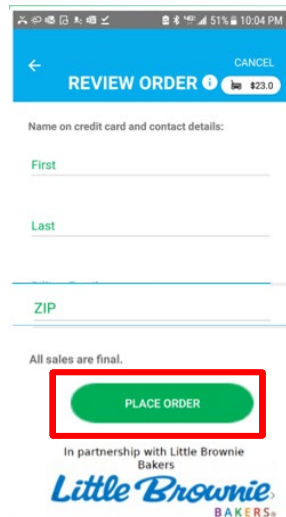 51% 10:04 PM
CANCEL
REVIEW ORDER i $23.0
Name on credit card and contact details:
First
Last
ZIP
All sales are final.
PLACE ORDER
In partnership with Little Brownie
Bakers
Little Brownie
BAKERS®